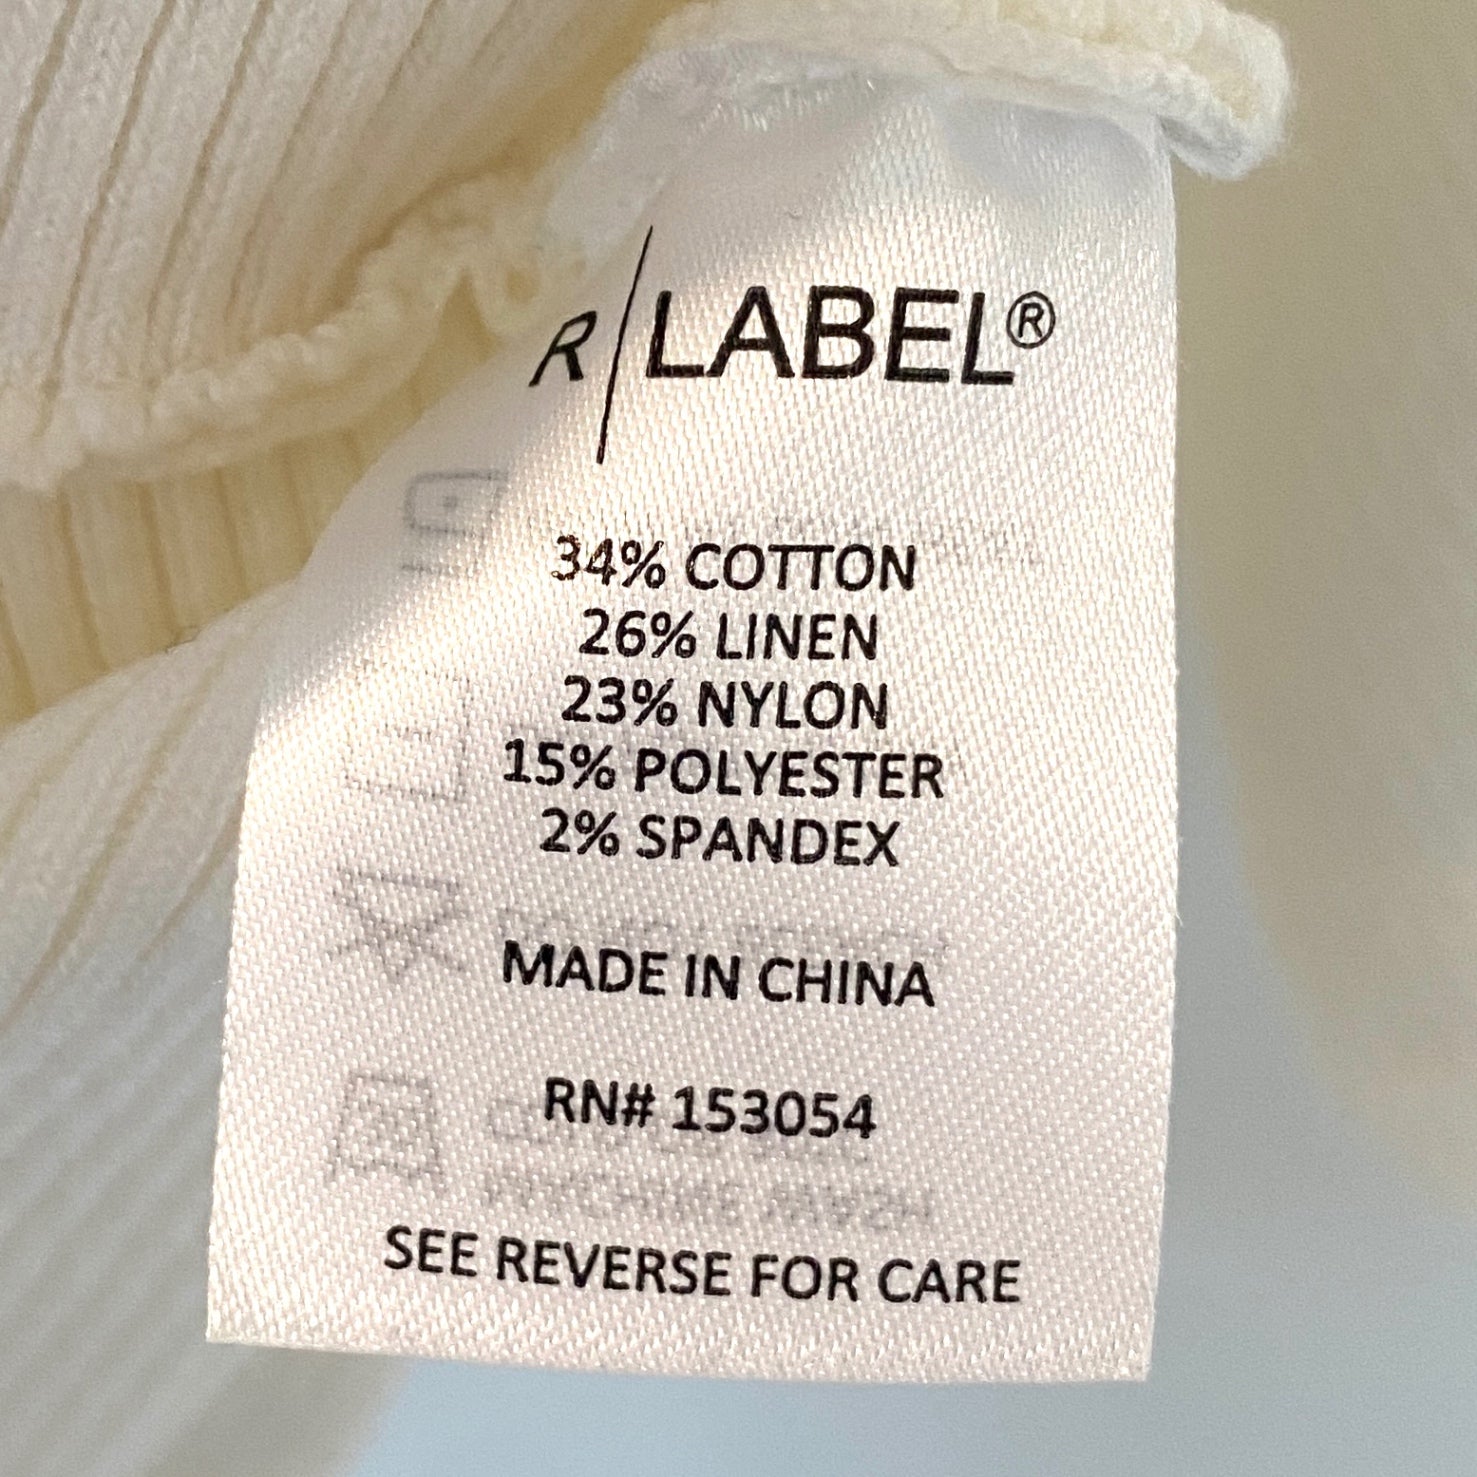 R/LABEL®
34% COTTON
26% LINEN
23% NYLON
15% POLYESTER
2% SPANDEX
MADE IN CHINA
RN# 153054
SEE REVERSE FOR CARE